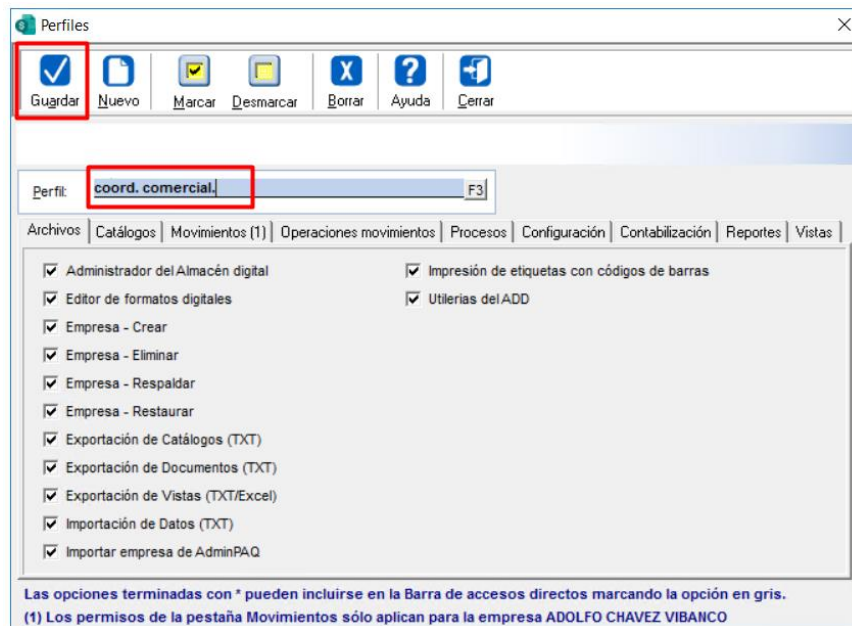 Perfiles
Guardar Nuevo Marcar Desmarcar Borrar Ayuda Cerrar
Perfil: coord. comercial. F3
Archivos Catálogos Movimientos (1) Operaciones movimientos Procesos Configuración Contabilización Reportes Vistas
Administrador del Almacén digital Impresión de etiquetas con códigos de barras
Editor de formatos digitales Utilerias del ADD
Empresa - Crear
Empresa - Eliminar
Empresa - Respaldar
Empresa - Restaurar
Exportación de Catálogos (TXT)
Exportación de Documentos (TXT)
Exportación de Vistas (TXT/Excel)
Importación de Datos (TXT)
Importar empresa de AdminPAQ
Las opciones terminadas con * pueden incluirse en la Barra de accesos directos marcando la opción en gris.
(1) Los permisos de la pestaña Movimientos sólo aplican para la empresa ADOLFO CHAVEZ VIBANCO